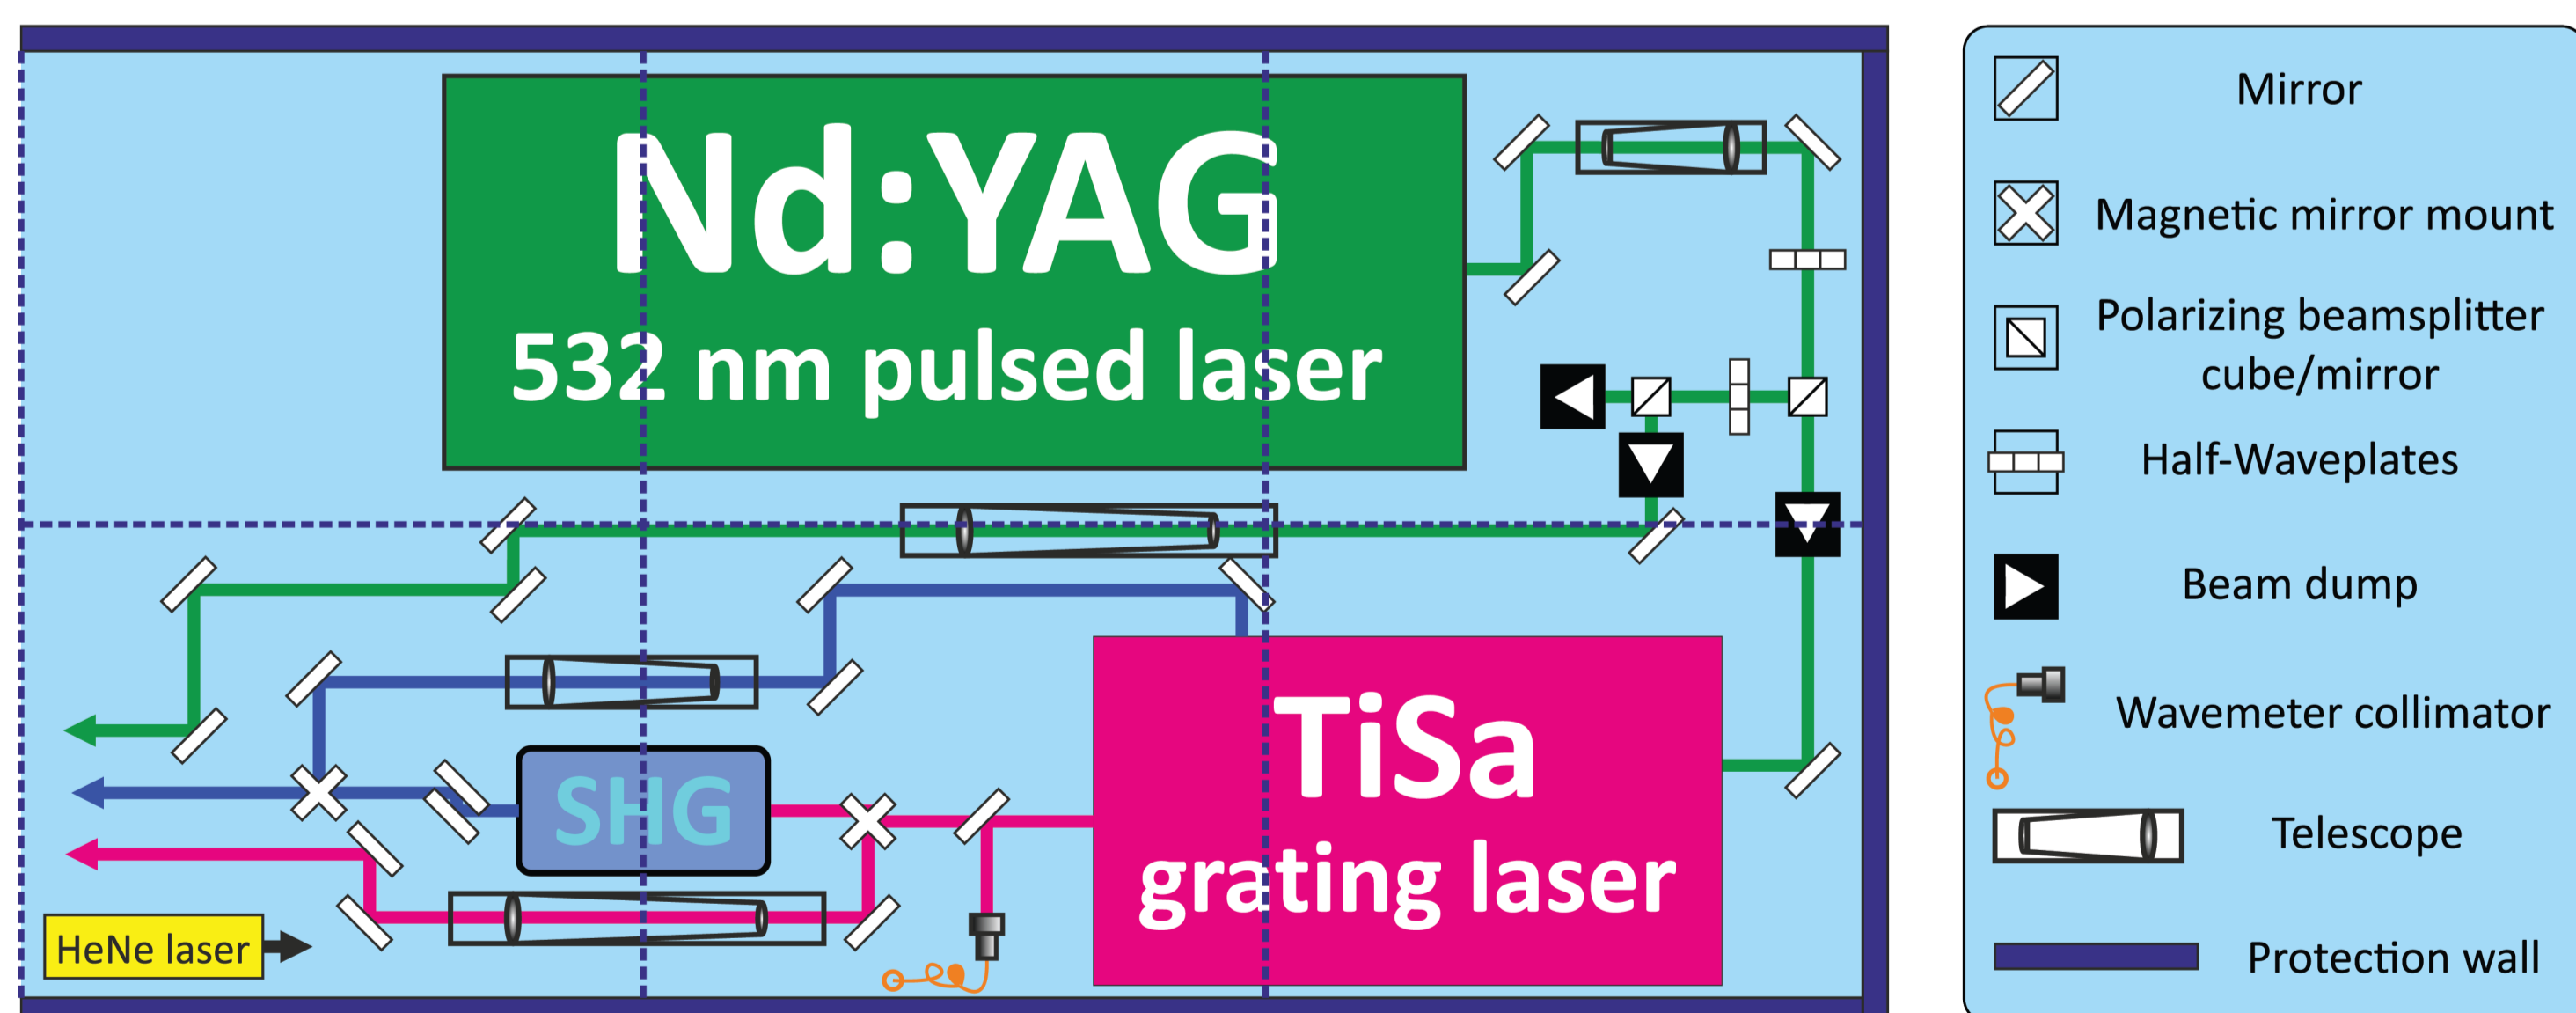 Nd:YAG
532 nm pulsed laser
TiSa
grating laser
SHG
HeNe laser
Mirror
Magnetic mirror mount
Polarizing beamsplitter
cube/mirror
Half-Waveplates
Beam dump
Wavemeter collimator
Telescope
Protection wall